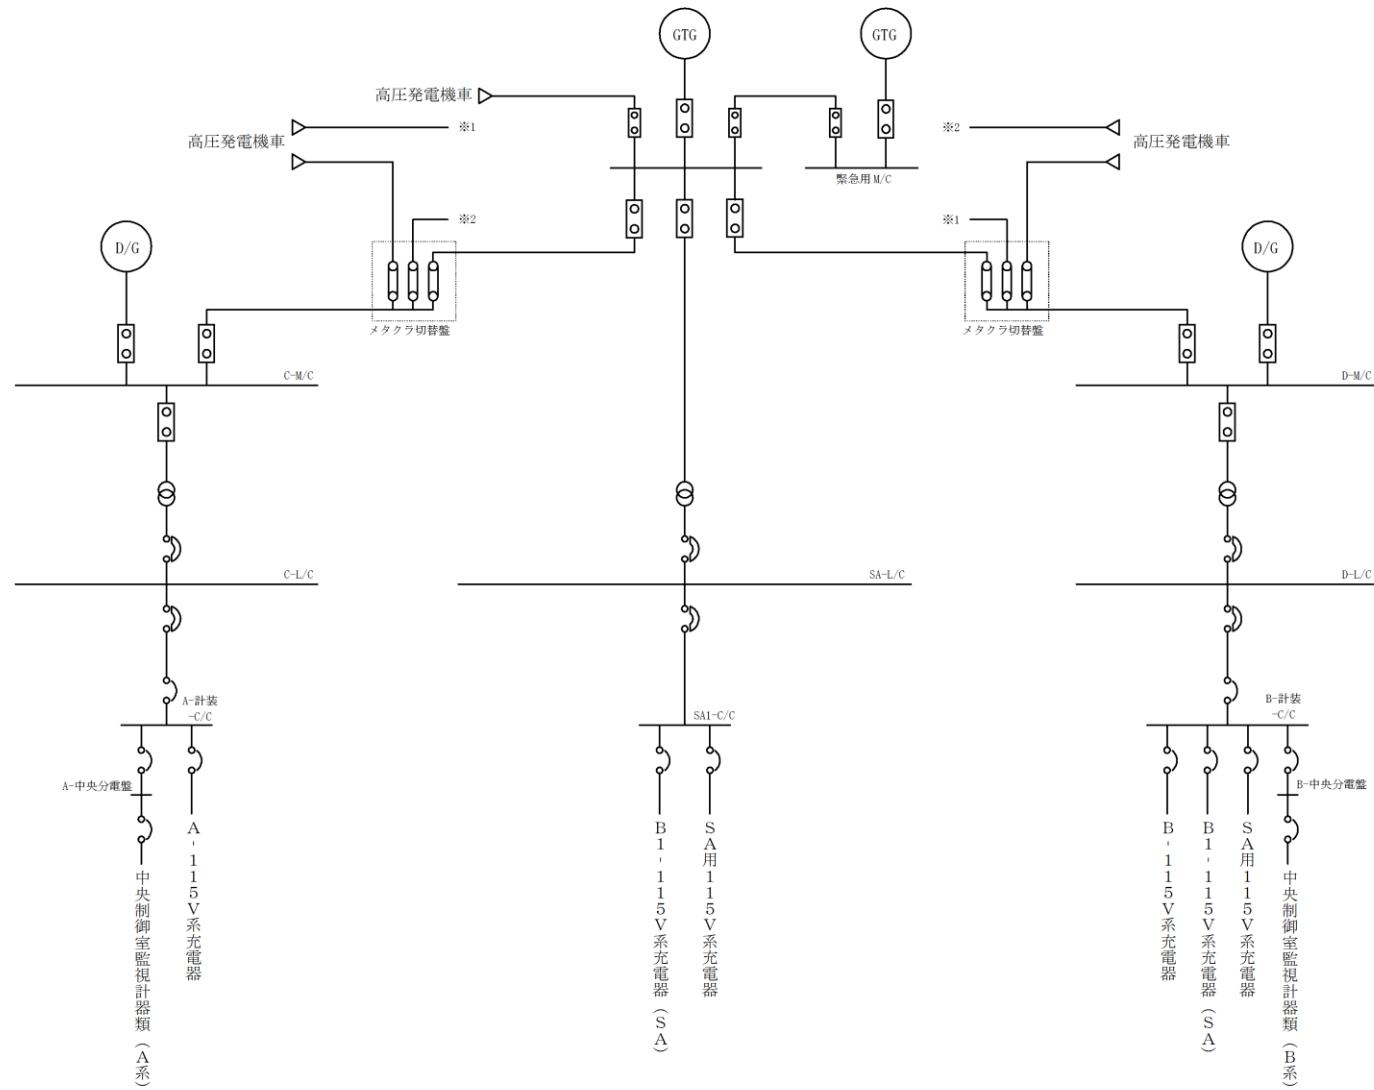 GTG
GTG
高圧発電機車
※1
※2
高圧発電機車
高圧発電機車
緊急用 M/C
※2
※1
D/G
D/G
メタクラ切替盤
メタクラ切替盤
C-M/C
D-M/C
C-L/C
SA-L/C
D-L/C
A-計装
-C/C
SA1-C/C
B-計装
-C/C
A-中央分電盤
B-中央分電盤
中央制御室監視計器類（A系）
A-115V系充電器
B1-115V系充電器（SA）
SA用115V系充電器
B-115V系充電器
B1-115V系充電器（SA）
SA用115V系充電器
中央制御室監視計器類（B系）